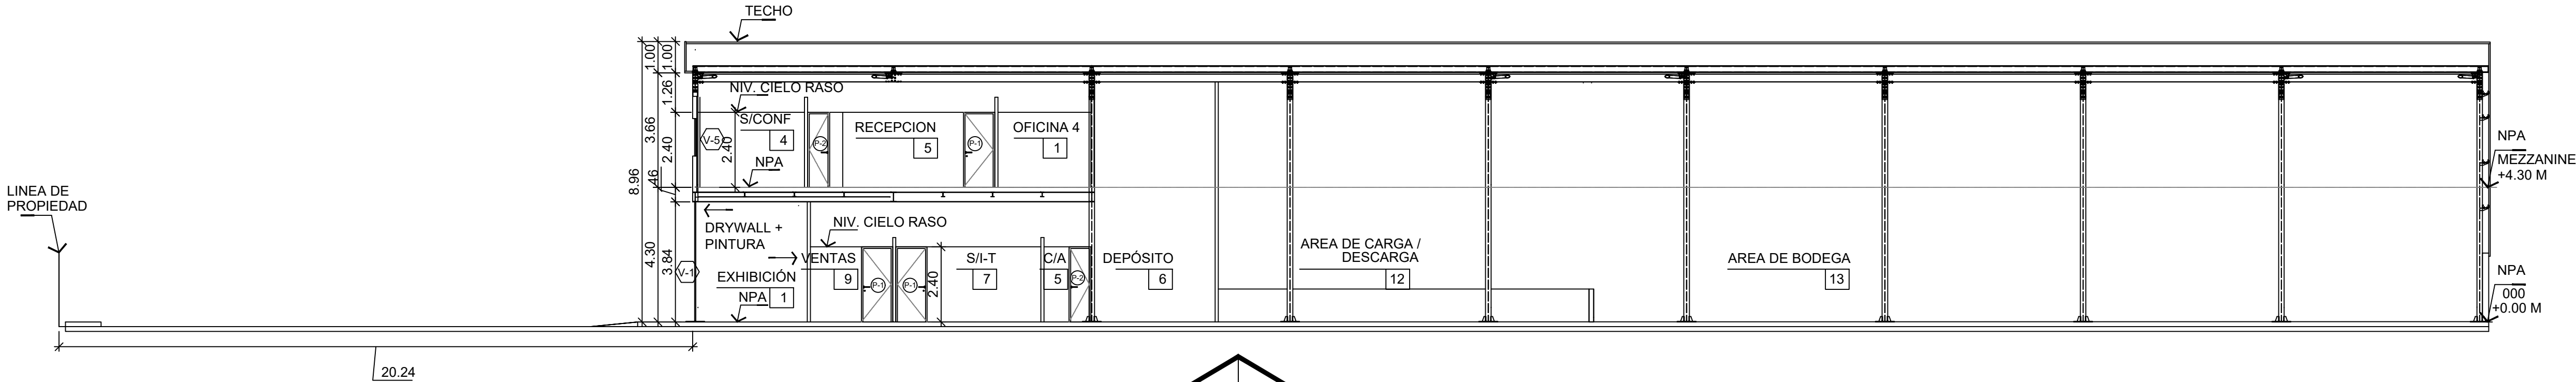 TECHO
1.00
1.00
1.26
3.66
2.40
8.96
.46
4.30
3.84
NIV. CIELO RASO
S/CONF
4
V-5
2.40
P-2
RECEPCION
5
P-1
OFICINA 4
1
NPA
NPA
MEZZANINE
+4.30 M
LINEA DE
PROPIEDAD
DRYWALL +
PINTURA
NIV. CIELO RASO
V-1
EXHIBICIÓN
1
NPA
VENTAS
9
P-1
P-1
2.40
S/I-T
7
C/A
5
P-2
DEPÓSITO
6
AREA DE CARGA /
DESCARGA
12
AREA DE BODEGA
13
NPA
000
+0.00 M
20.24